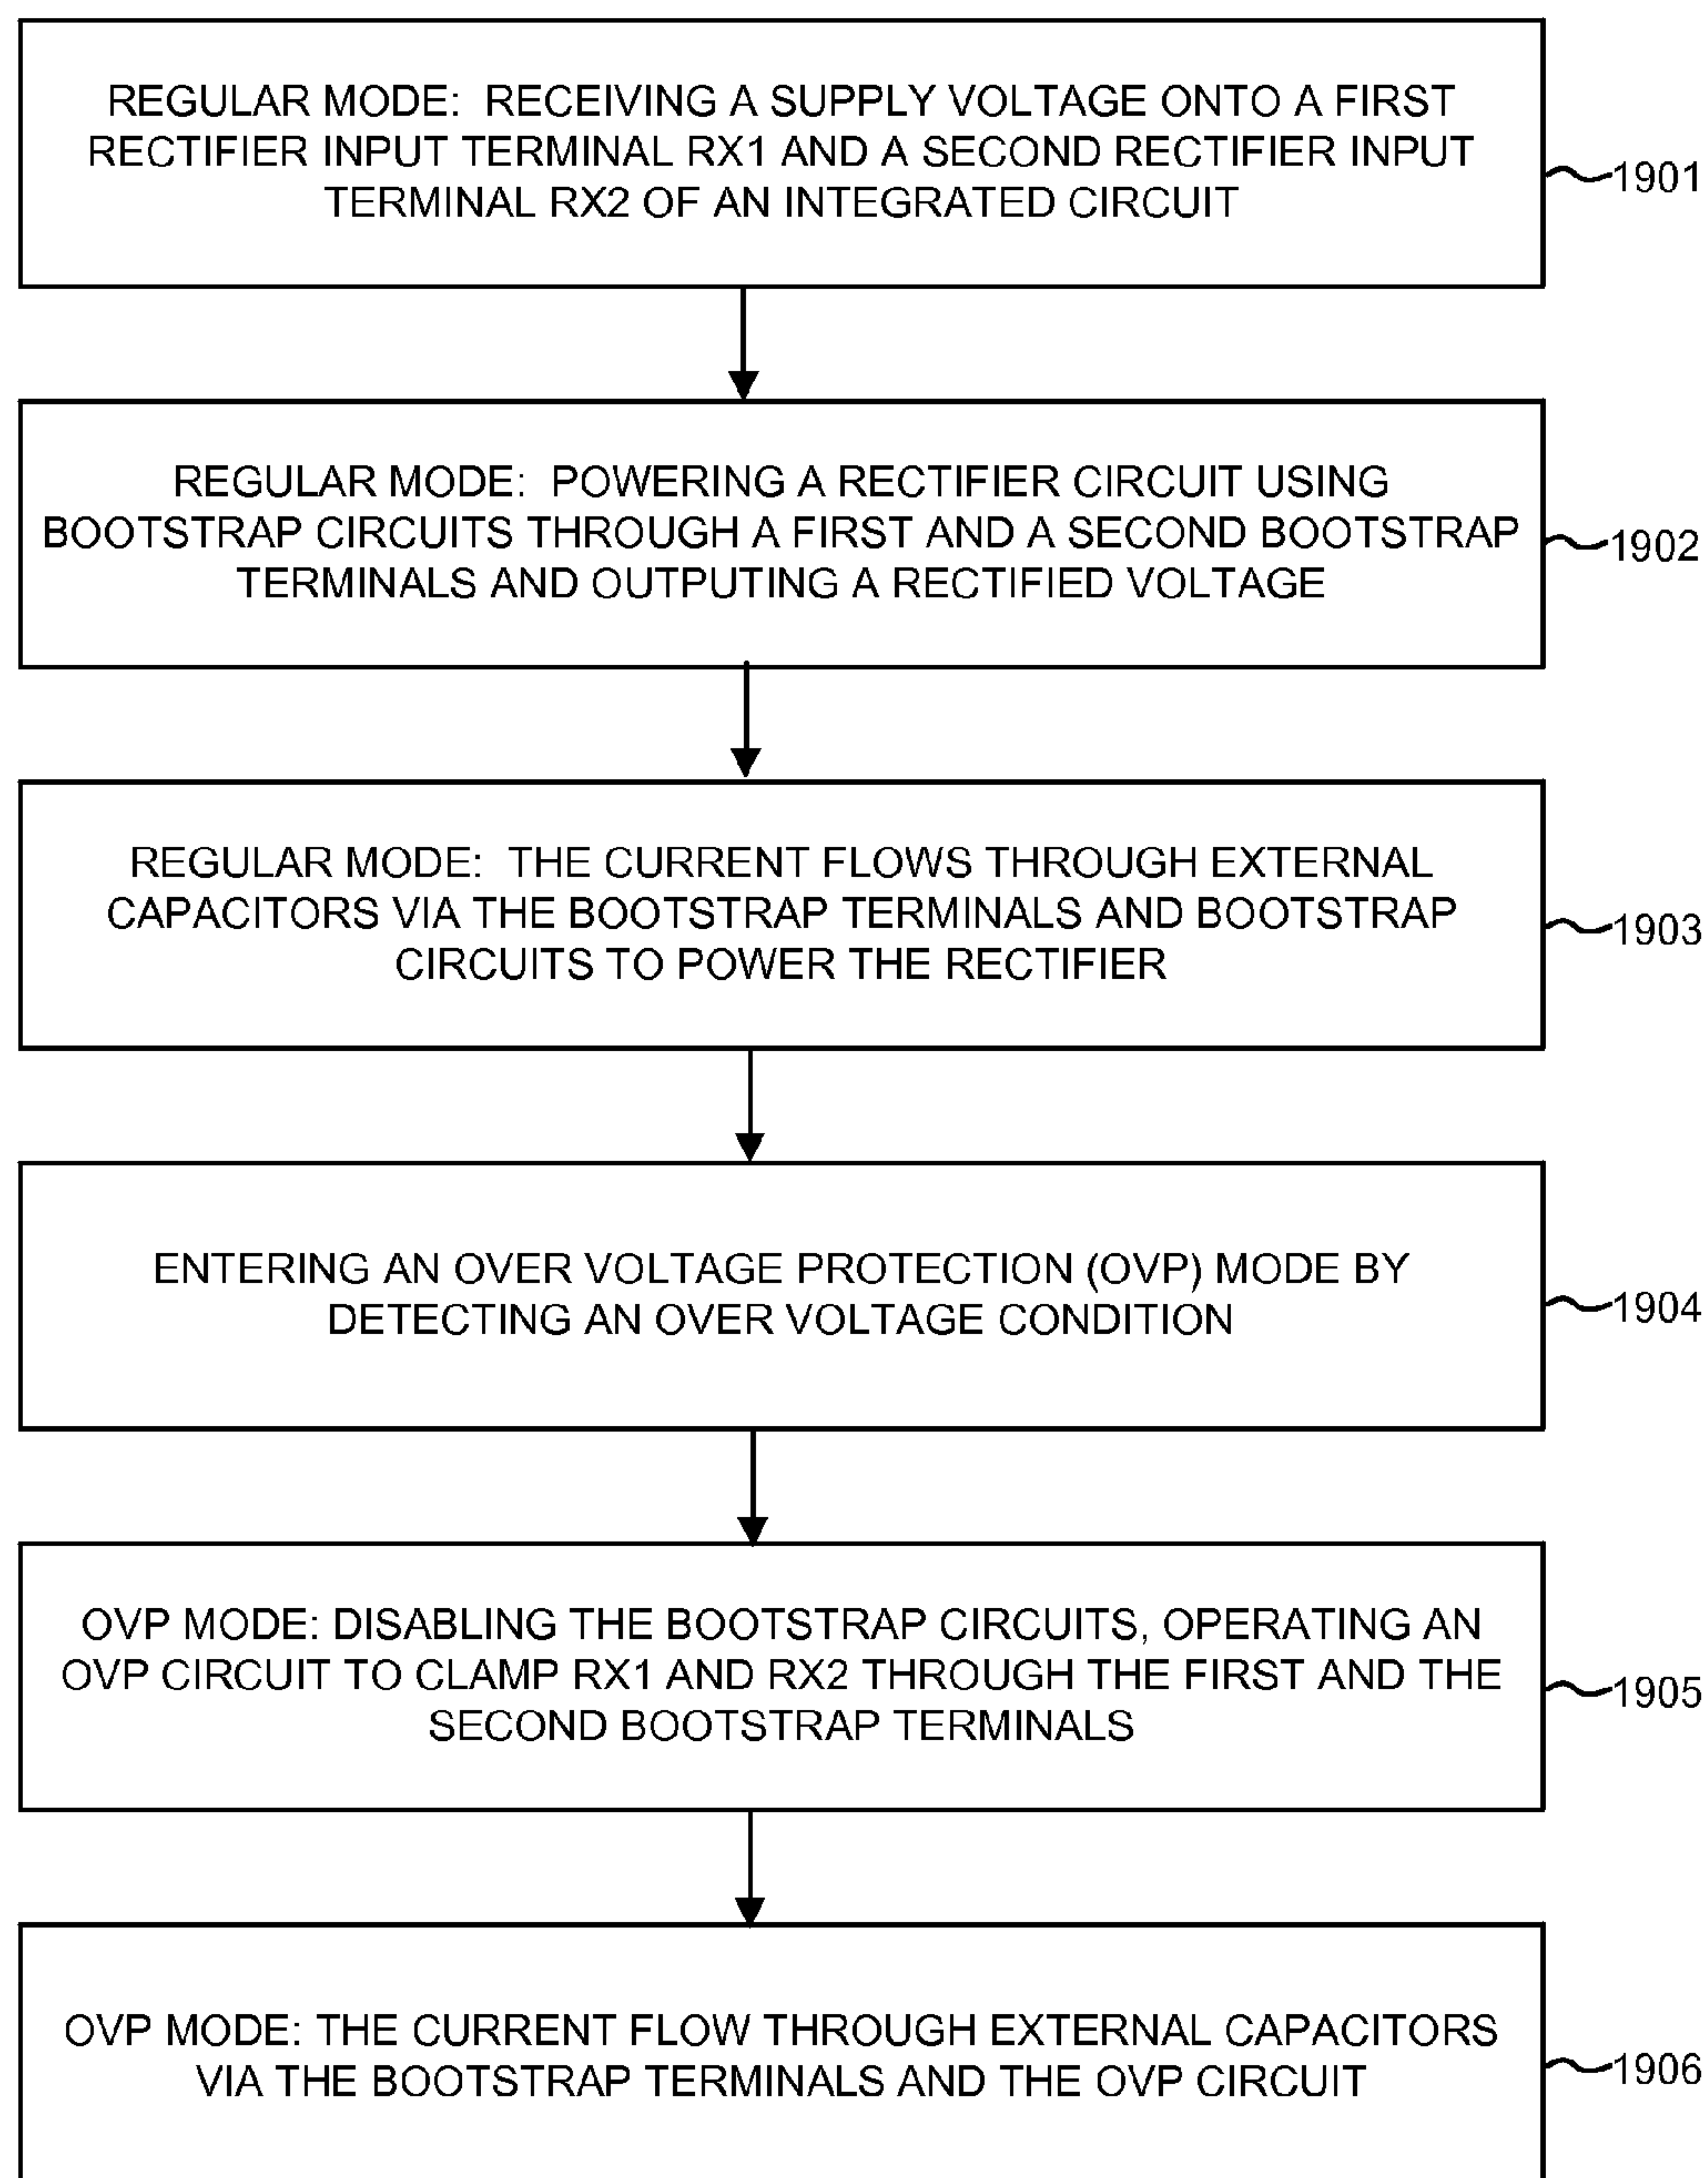 REGULAR MODE: RECEIVING A SUPPLY VOLTAGE ONTO A FIRST
RECTIFIER INPUT TERMINAL RX1 AND A SECOND RECTIFIER INPUT
TERMINAL RX2 OF AN INTEGRATED CIRCUIT
1901
REGULAR MODE: POWERING A RECTIFIER CIRCUIT USING
BOOTSTRAP CIRCUITS THROUGH A FIRST AND A SECOND BOOTSTRAP
TERMINALS AND OUTPUTING A RECTIFIED VOLTAGE
1902
REGULAR MODE: THE CURRENT FLOWS THROUGH EXTERNAL
CAPACITORS VIA THE BOOTSTRAP TERMINALS AND BOOTSTRAP
CIRCUITS TO POWER THE RECTIFIER
1903
ENTERING AN OVER VOLTAGE PROTECTION (OVP) MODE BY
DETECTING AN OVER VOLTAGE CONDITION
1904
OVP MODE: DISABLING THE BOOTSTRAP CIRCUITS, OPERATING AN
OVP CIRCUIT TO CLAMP RX1 AND RX2 THROUGH THE FIRST AND THE
SECOND BOOTSTRAP TERMINALS
1905
OVP MODE: THE CURRENT FLOW THROUGH EXTERNAL CAPACITORS
VIA THE BOOTSTRAP TERMINALS AND THE OVP CIRCUIT
1906